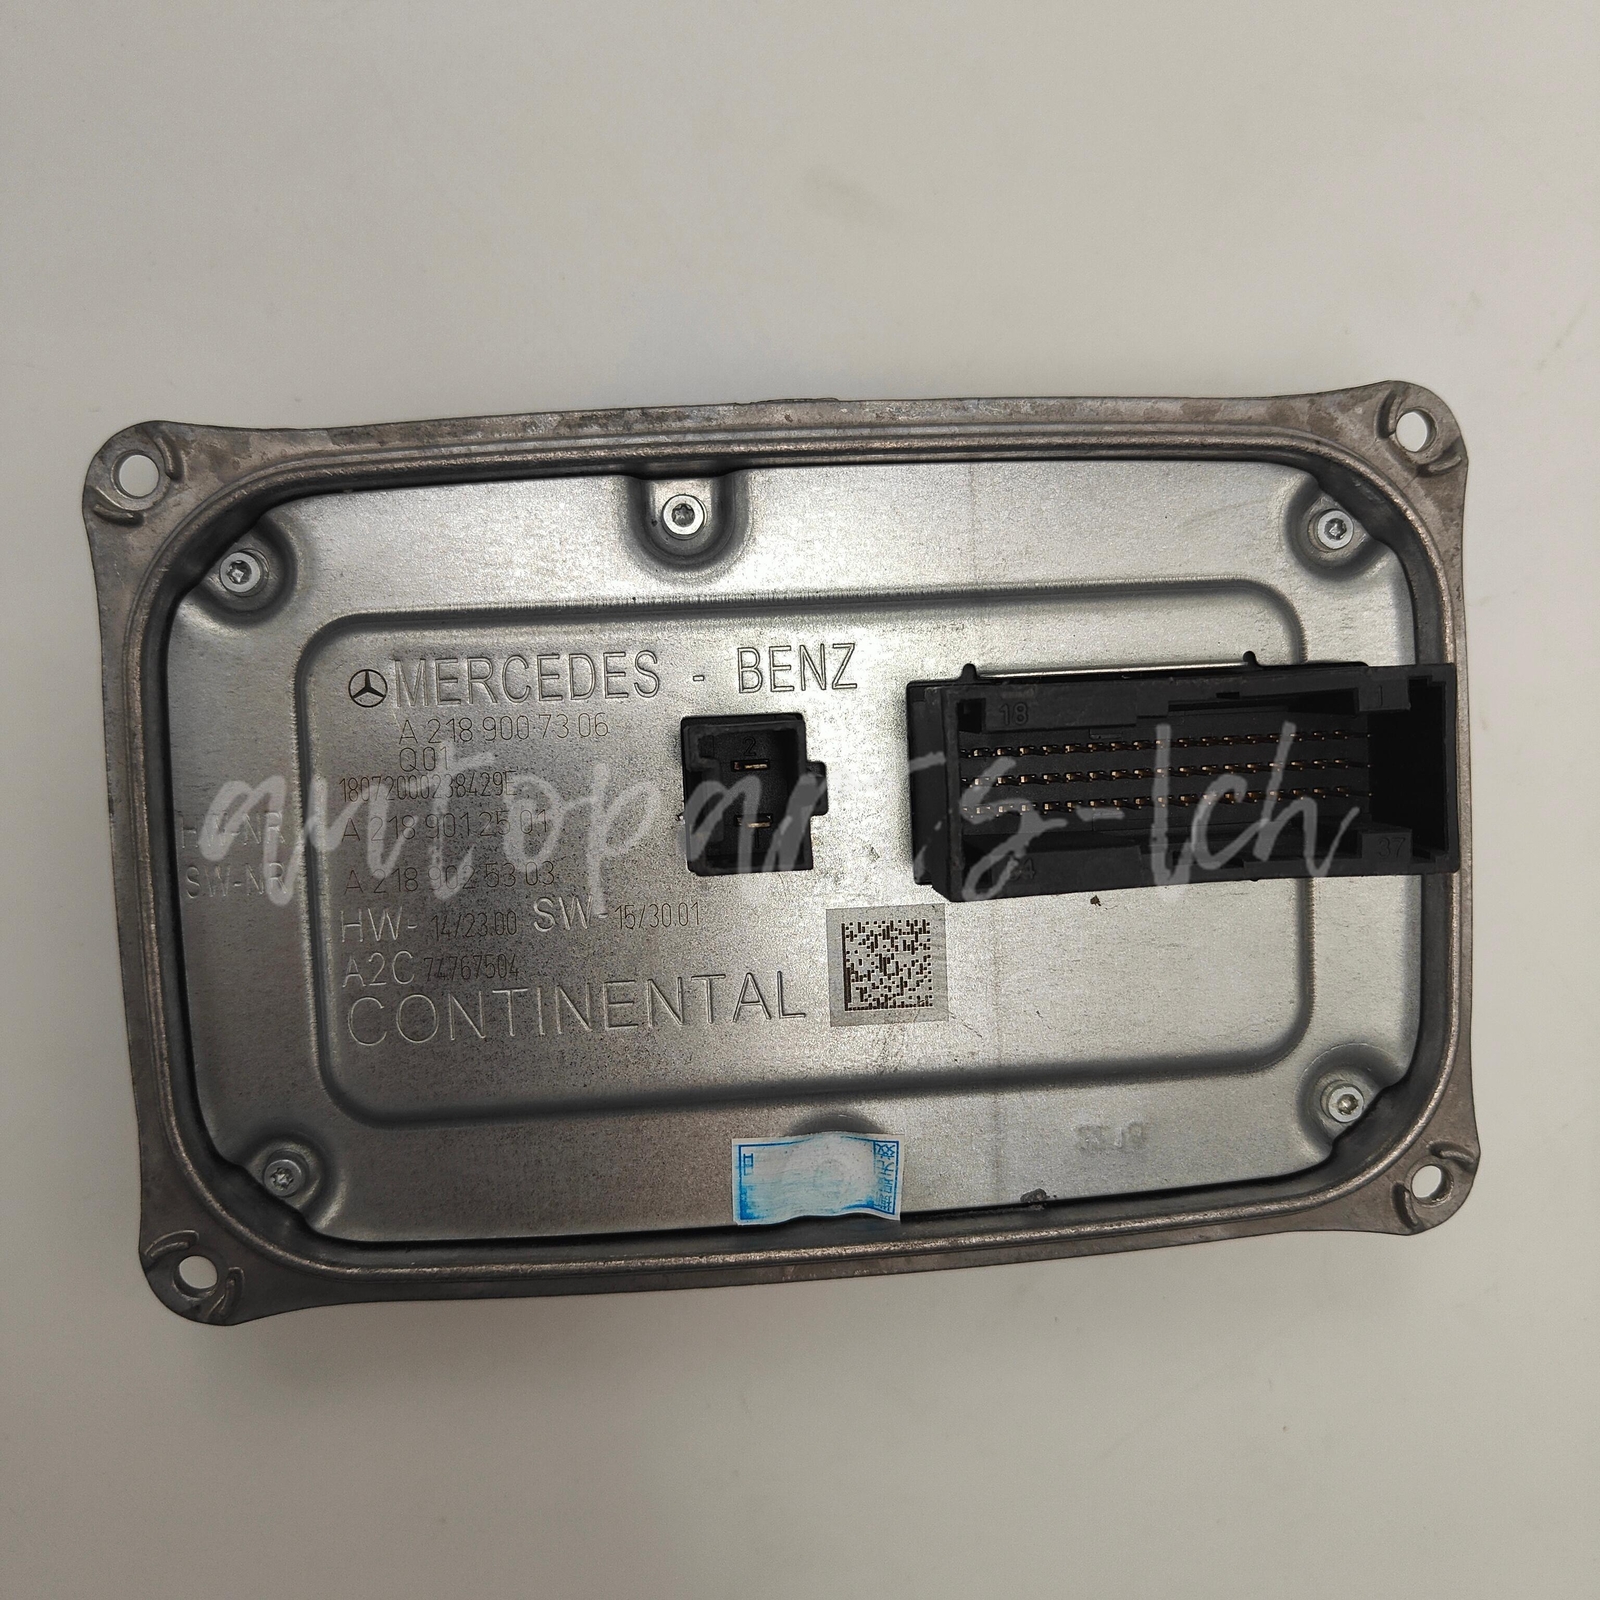 MERCEDES - BENZ
A 218 900 73 06
Q01
18072000238429E
HW-NR A 218 901 25 01
SW-NR A 218 902 53 03
HW- 14/23.00 SW- 15/30.01
A2C 74767504
CONTINENTAL
2
1
18
1
37
autoparts-lch